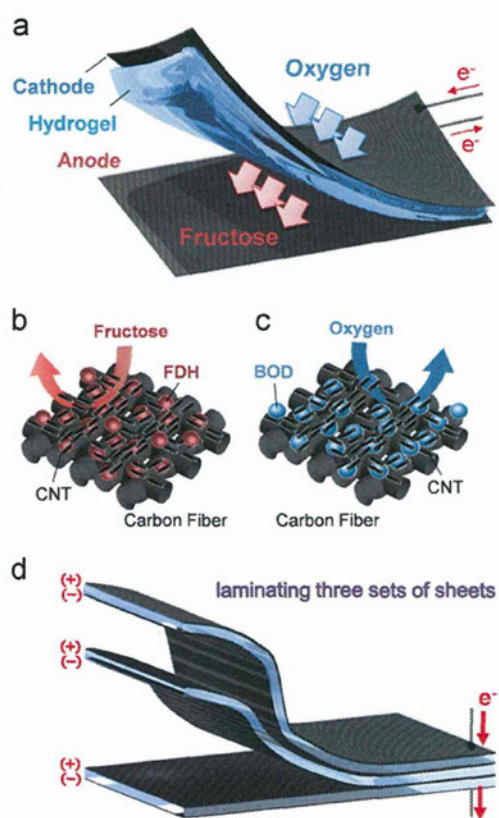 a
Cathode
Hydrogel
Anode
Oxygen
e-
e-
Fructose
b
Fructose
FDH
CNT
Carbon Fiber
c
Oxygen
BOD
CNT
Carbon Fiber
d
laminating three sets of sheets
(+)
(−)
(+)
(−)
(+)
(−)
e-